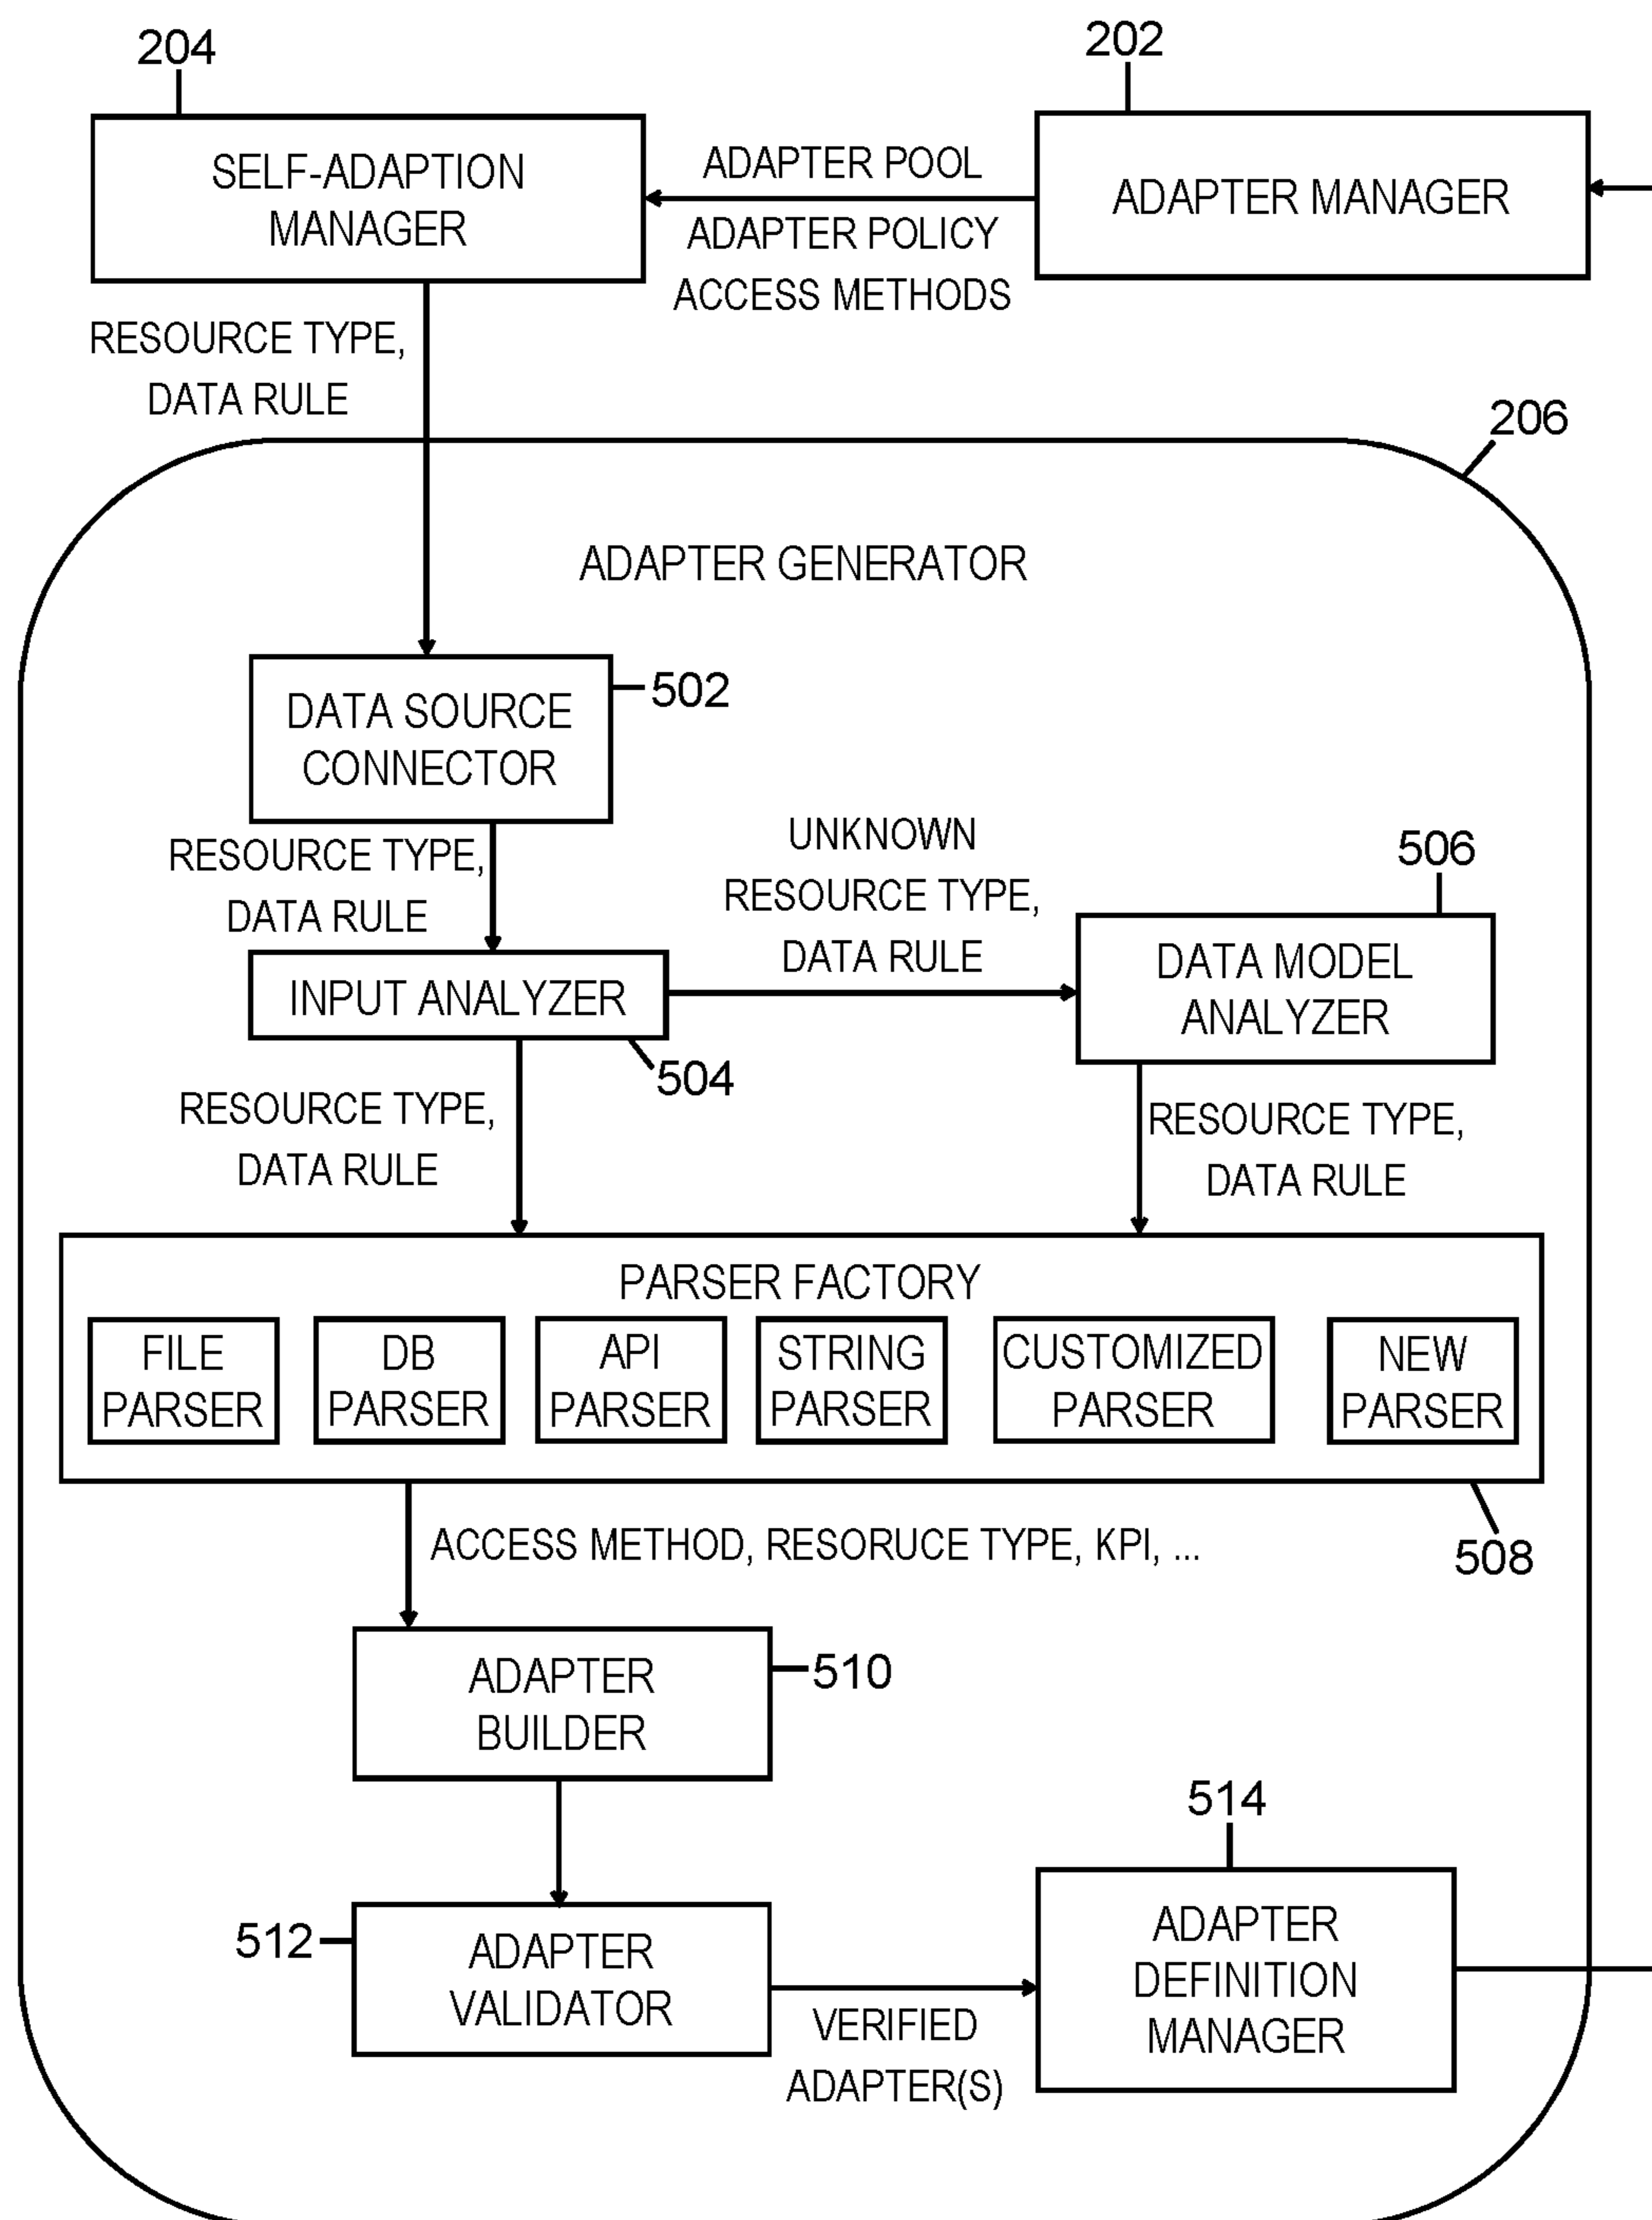 204
202
SELF-ADAPTION
MANAGER
ADAPTER POOL
ADAPTER POLICY
ACCESS METHODS
ADAPTER MANAGER
RESOURCE TYPE,
DATA RULE
206
ADAPTER GENERATOR
DATA SOURCE
CONNECTOR
502
RESOURCE TYPE,
DATA RULE
UNKNOWN
RESOURCE TYPE,
DATA RULE
506
INPUT ANALYZER
504
DATA MODEL
ANALYZER
RESOURCE TYPE,
DATA RULE
RESOURCE TYPE,
DATA RULE
PARSER FACTORY
FILE
PARSER
DB
PARSER
API
PARSER
STRING
PARSER
CUSTOMIZED
PARSER
NEW
PARSER
508
ACCESS METHOD, RESORUCE TYPE, KPI, ...
ADAPTER
BUILDER
510
514
512
ADAPTER
VALIDATOR
VERIFIED
ADAPTER(S)
ADAPTER
DEFINITION
MANAGER